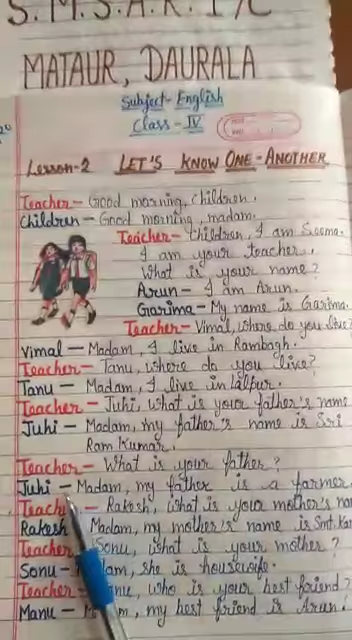 S. M. S. A. R. I/C
MATAUR, DAURALA
Subject- English
Class - IV
Lesson-2 LET'S KNOW ONE-ANOTHER
Teacher- Good morning, children.
Children - Good morning, madam.
Teacher- Children, I am Seema.
I am your teacher.
What is your name?
Arun - I am Arun.
Garima- My name is Garima.
Teacher- Vimal, where do you live?
Vimal - Madam, I live in Rambagh.
Teacher- Tanu, where do you live?
Tanu - Madam, I live in Lalpur.
Teacher - Juhi, what is your father's name
Juhi - Madam, my father's name is Sri
Ram Kumar.
Teacher- What is your father?
Juhi - Madam, my father is a farmer.
- Rakesh, what is your mother's na
Rakesh Madam, my mother's name is Smt. Ka
Teacher Sonu, what is your mother?
Sonu- she is housewife.
who is your best friend?
Manu - my best friend is Arun.